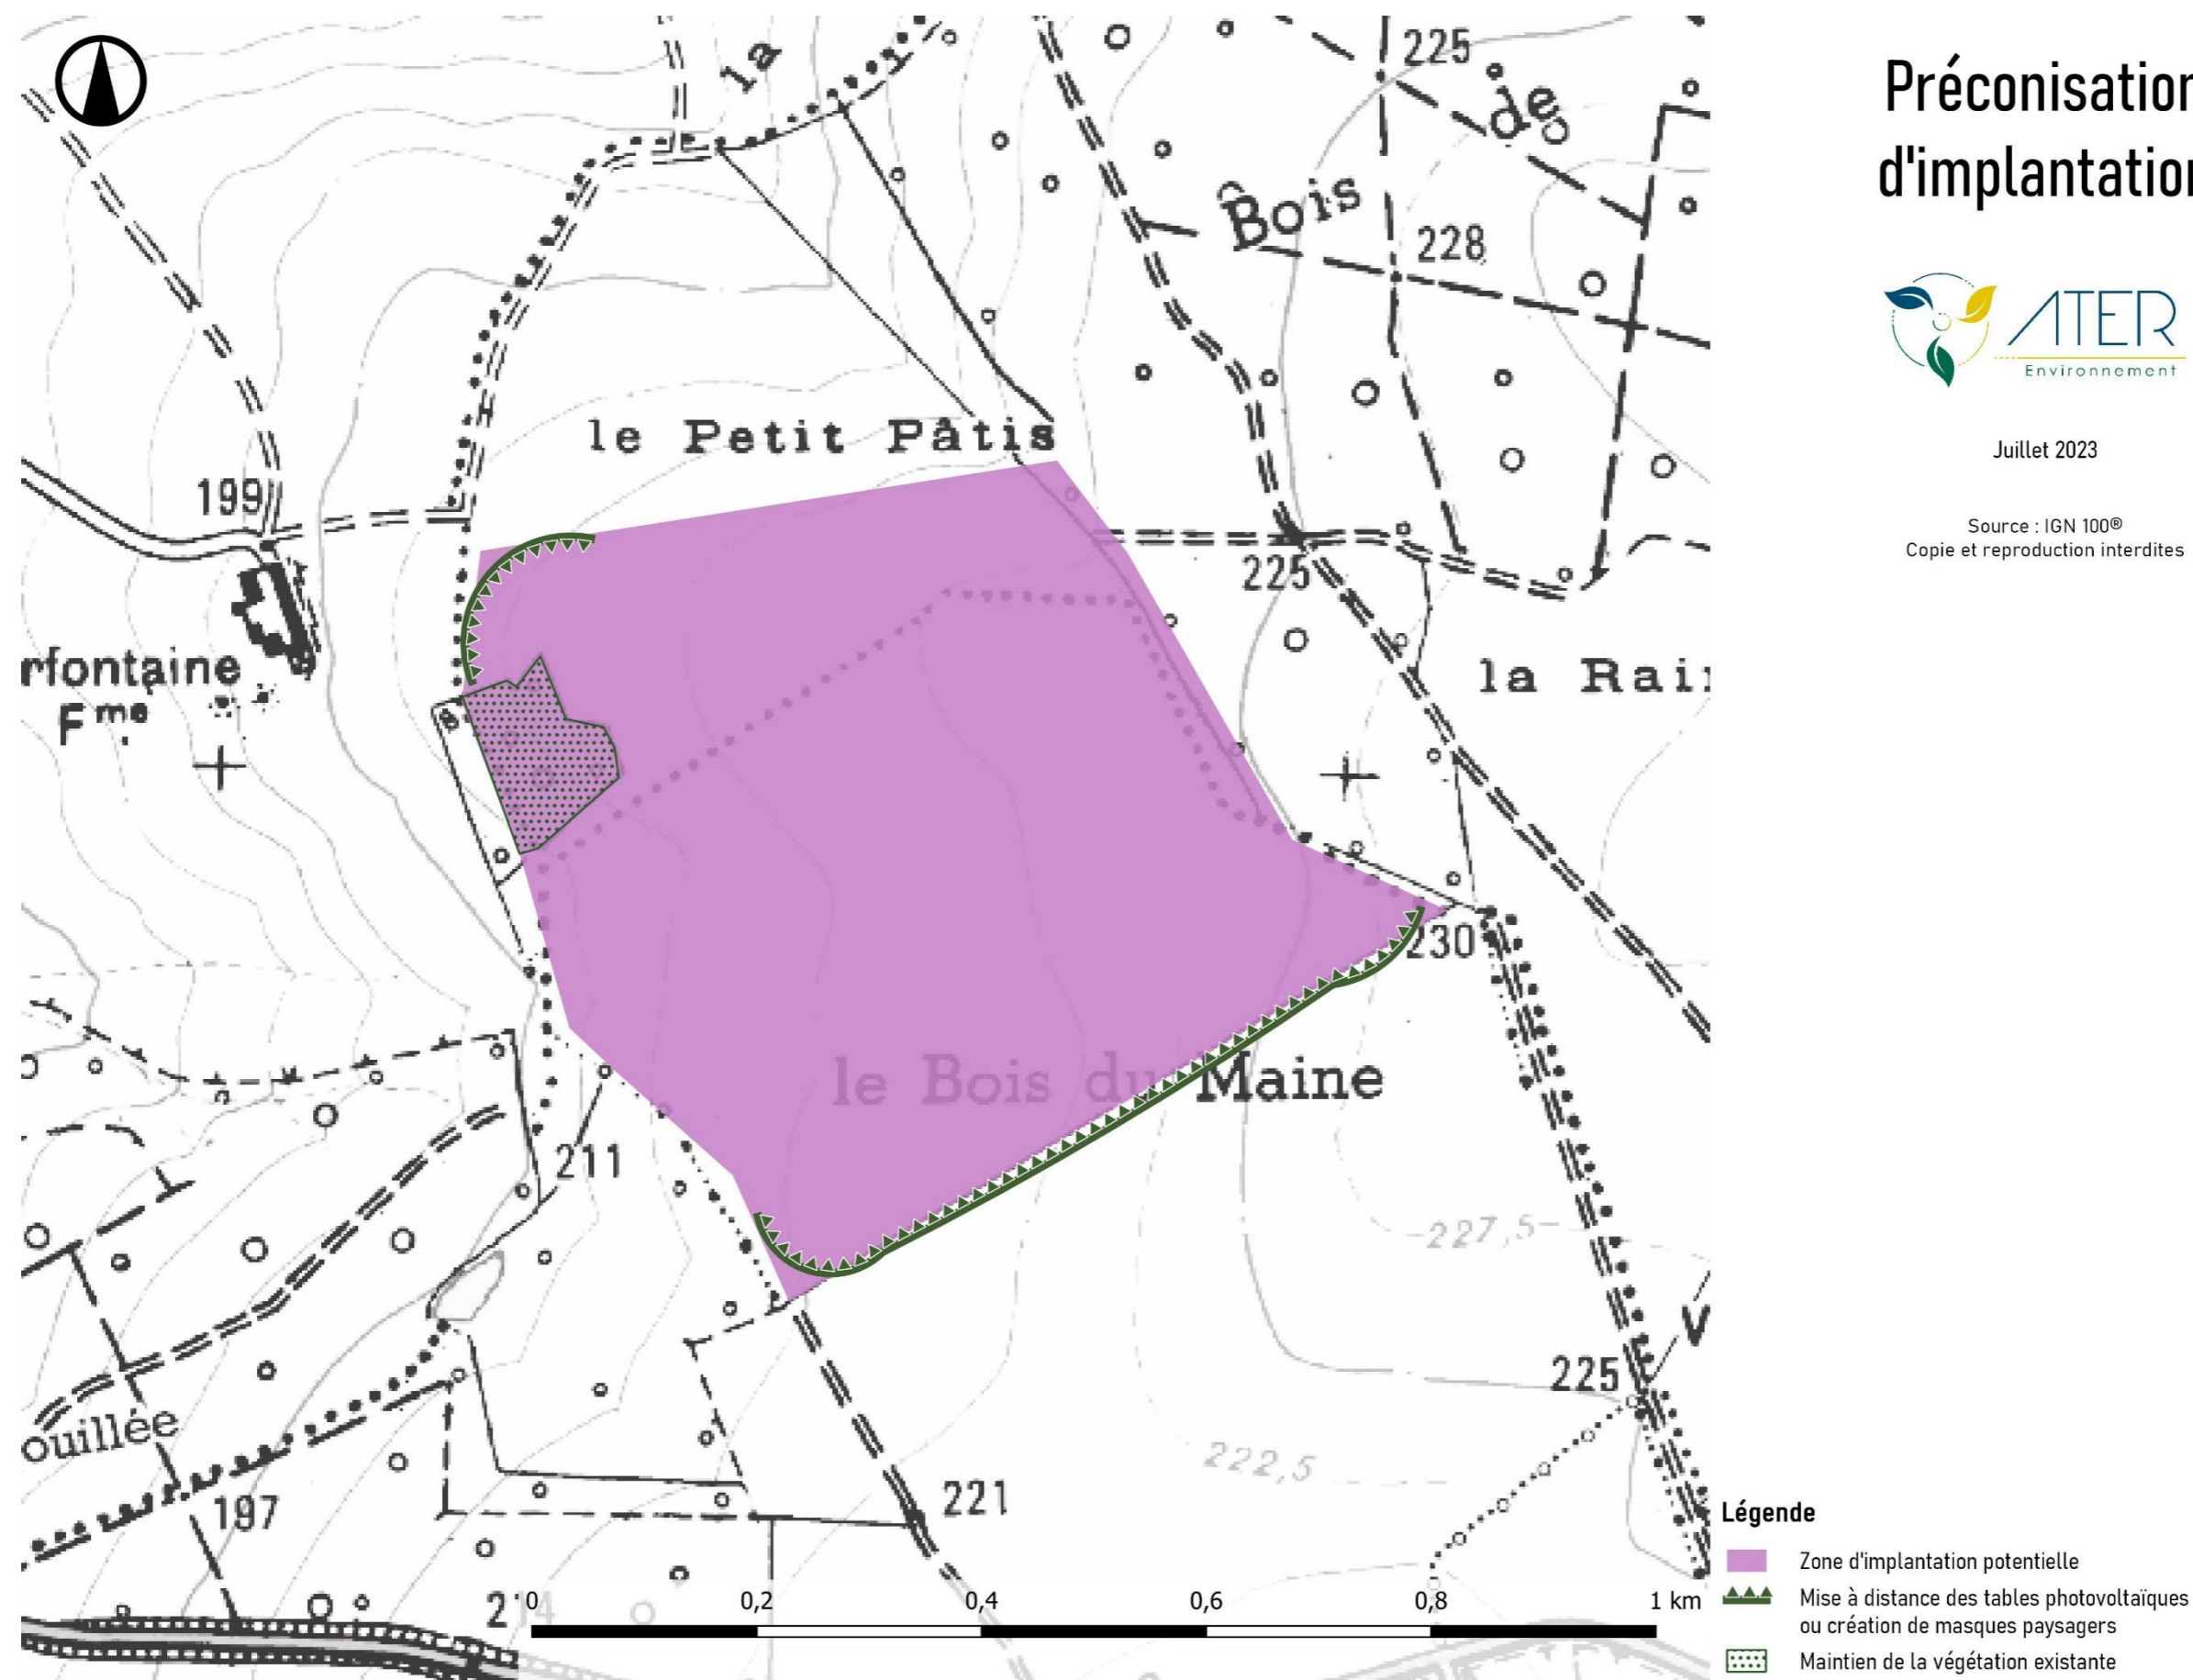 la
225
de
Bois
228
le Petit Pâtis
199
225
rfontaine
Fme
la Rai
230
le Bois du Maine
211
227,5
225
ouillée
222,5
197
221
0 0,2 0,4 0,6 0,8 1 km
Préconisation
d'implantation
ATER
Environnement
Juillet 2023
Source : IGN 100®
Copie et reproduction interdites
Légende
Zone d'implantation potentielle
Mise à distance des tables photovoltaïques
ou création de masques paysagers
Maintien de la végétation existante